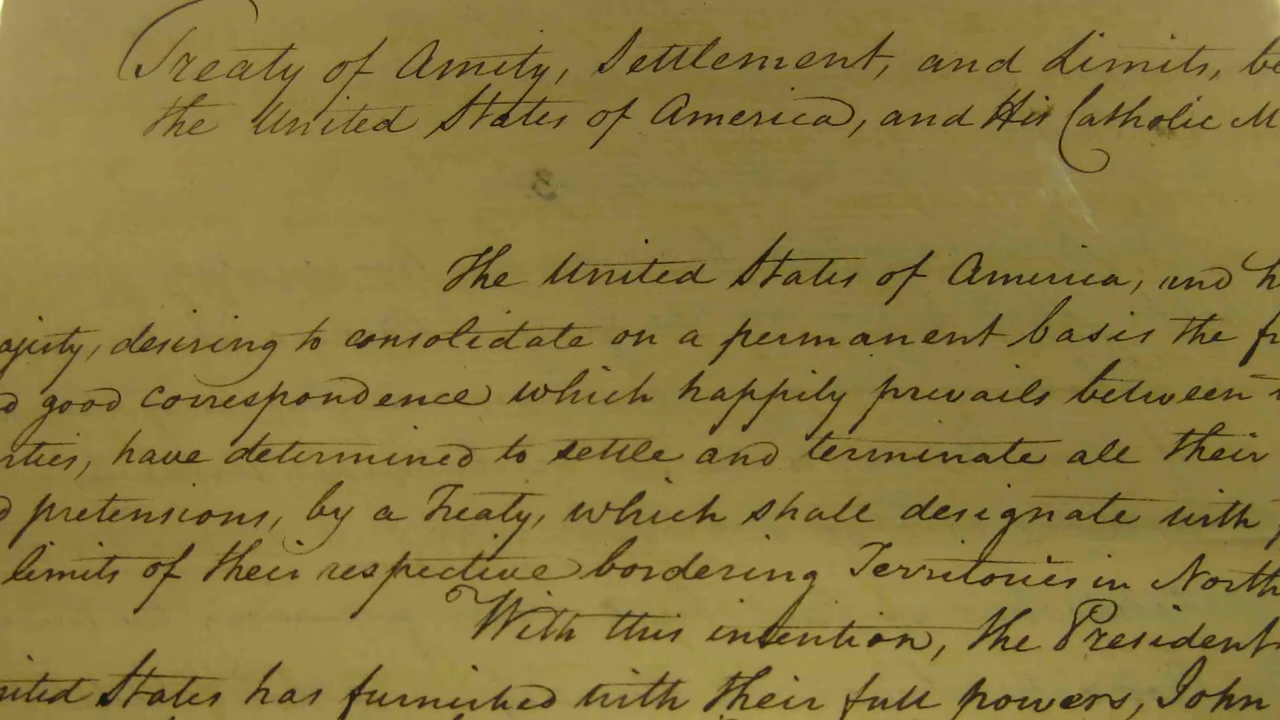 Treaty of Amity, Settlement, and Limits, be
the United States of America, and His Catholic M
The United States of America, and h
ajesty, desiring to consolidate on a permanent basis the fr
d good correspondence which happily prevails between
rties, have determined to settle and terminate all their
d pretensions, by a Treaty, which shall designate with
limits of their respective bordering Territories in North
With this intention, the President
nited States has furnished with their full powers, John